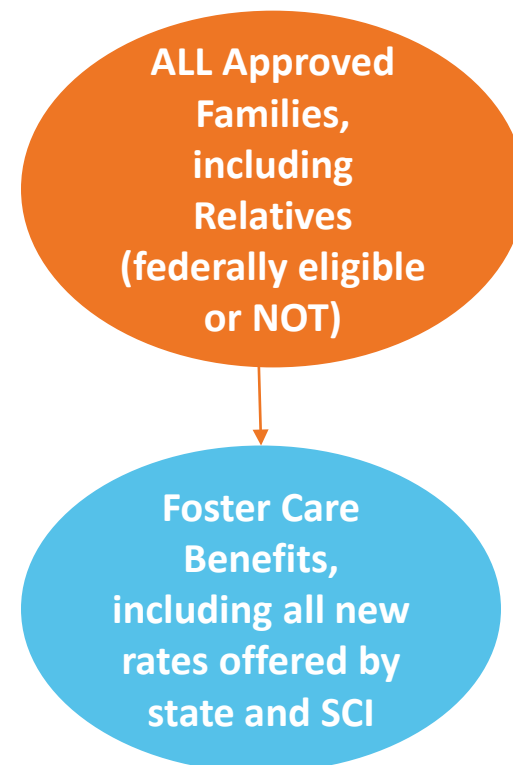 ALL Approved
Families,
including
Relatives
(federally eligible
or NOT)
Foster Care
Benefits,
including all new
rates offered by
state and SCI